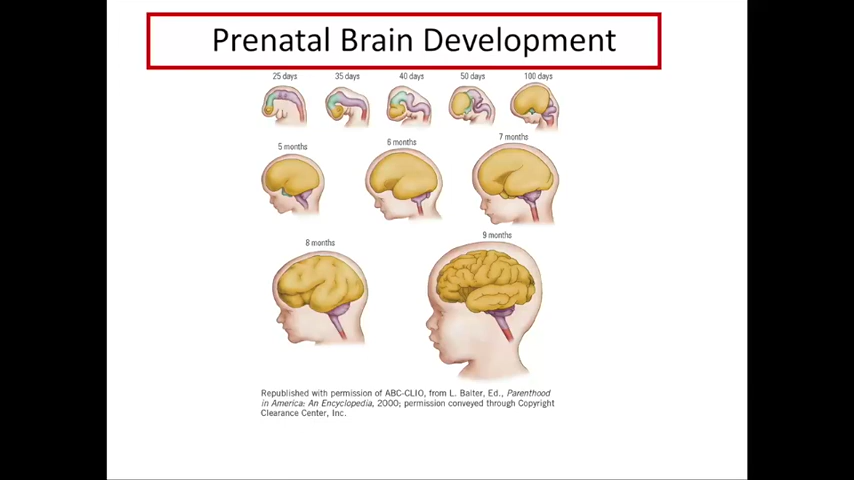 Prenatal Brain Development
25 days
35 days
40 days
50 days
100 days
5 months
6 months
7 months
8 months
9 months
Republished with permission of ABC-CLIO, from L. Balter, Ed., Parenthood
in America: An Encyclopedia, 2000; permission conveyed through Copyright
Clearance Center, Inc.